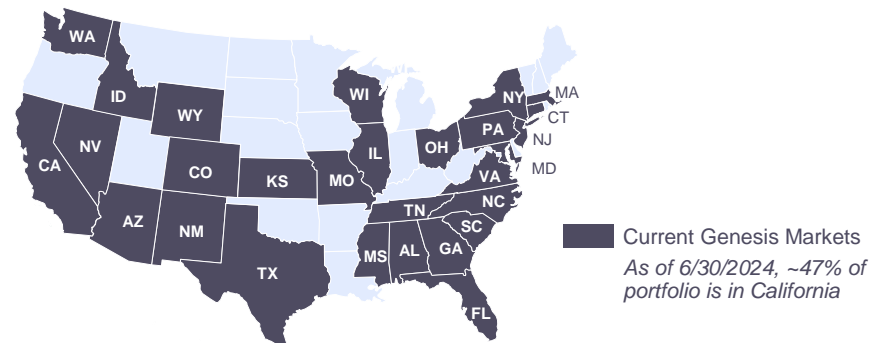 WA
ID
WY
WI
NY
MA
CT
NJ
MD
PA
OH
IL
NV
CA
CO
KS
MO
VA
NC
TN
SC
AZ
NM
MS
AL
GA
TX
FL
Current Genesis Markets
As of 6/30/2024, ~47% of
portfolio is in California